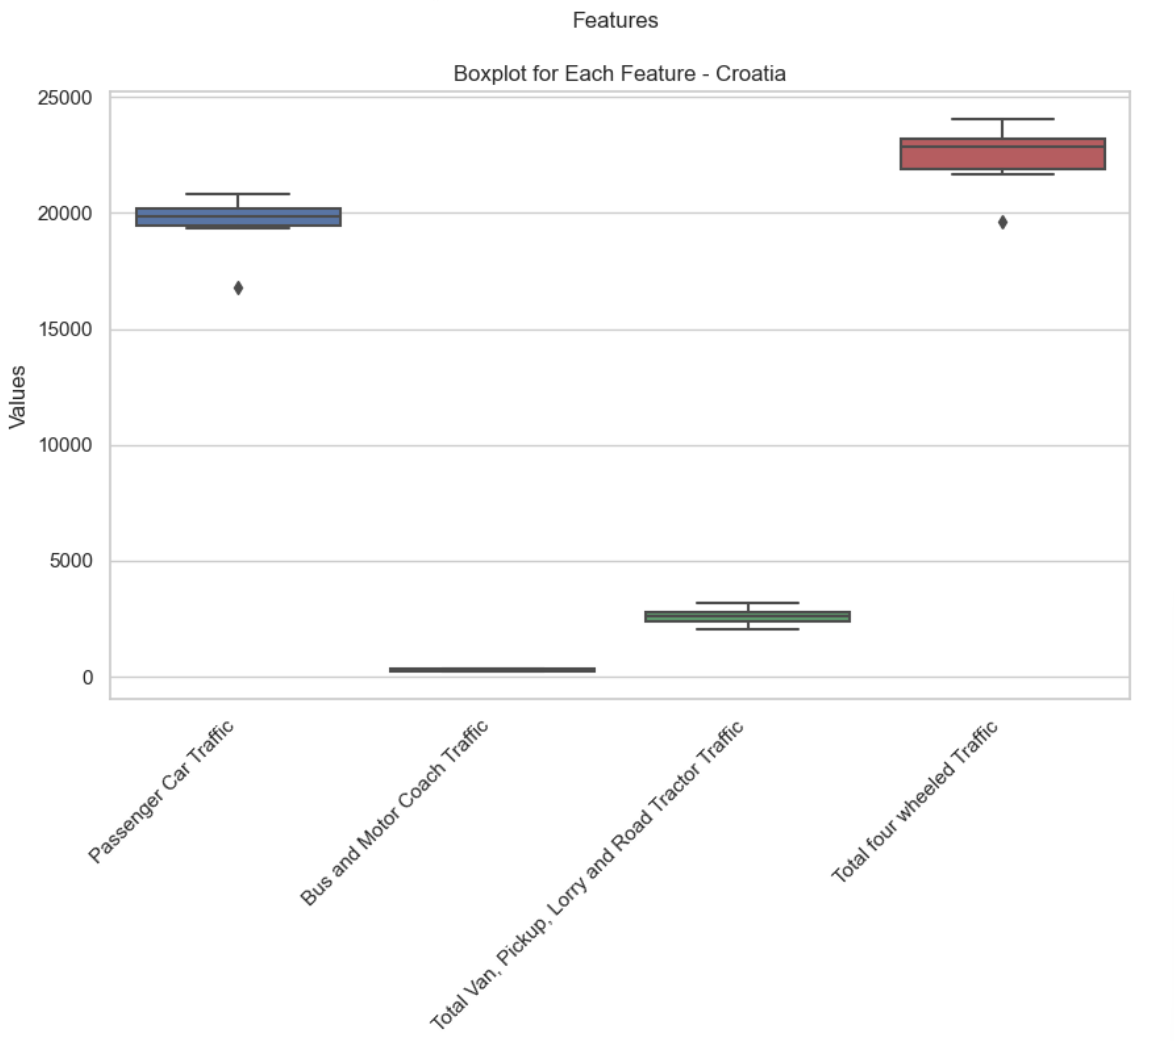 Features
Boxplot for Each Feature - Croatia
25000
20000
15000
10000
5000
0
Values
Passenger Car Traffic
Bus and Motor Coach Traffic
Total Van, Pickup, Lorry and Road Tractor Traffic
Total four wheeled Traffic